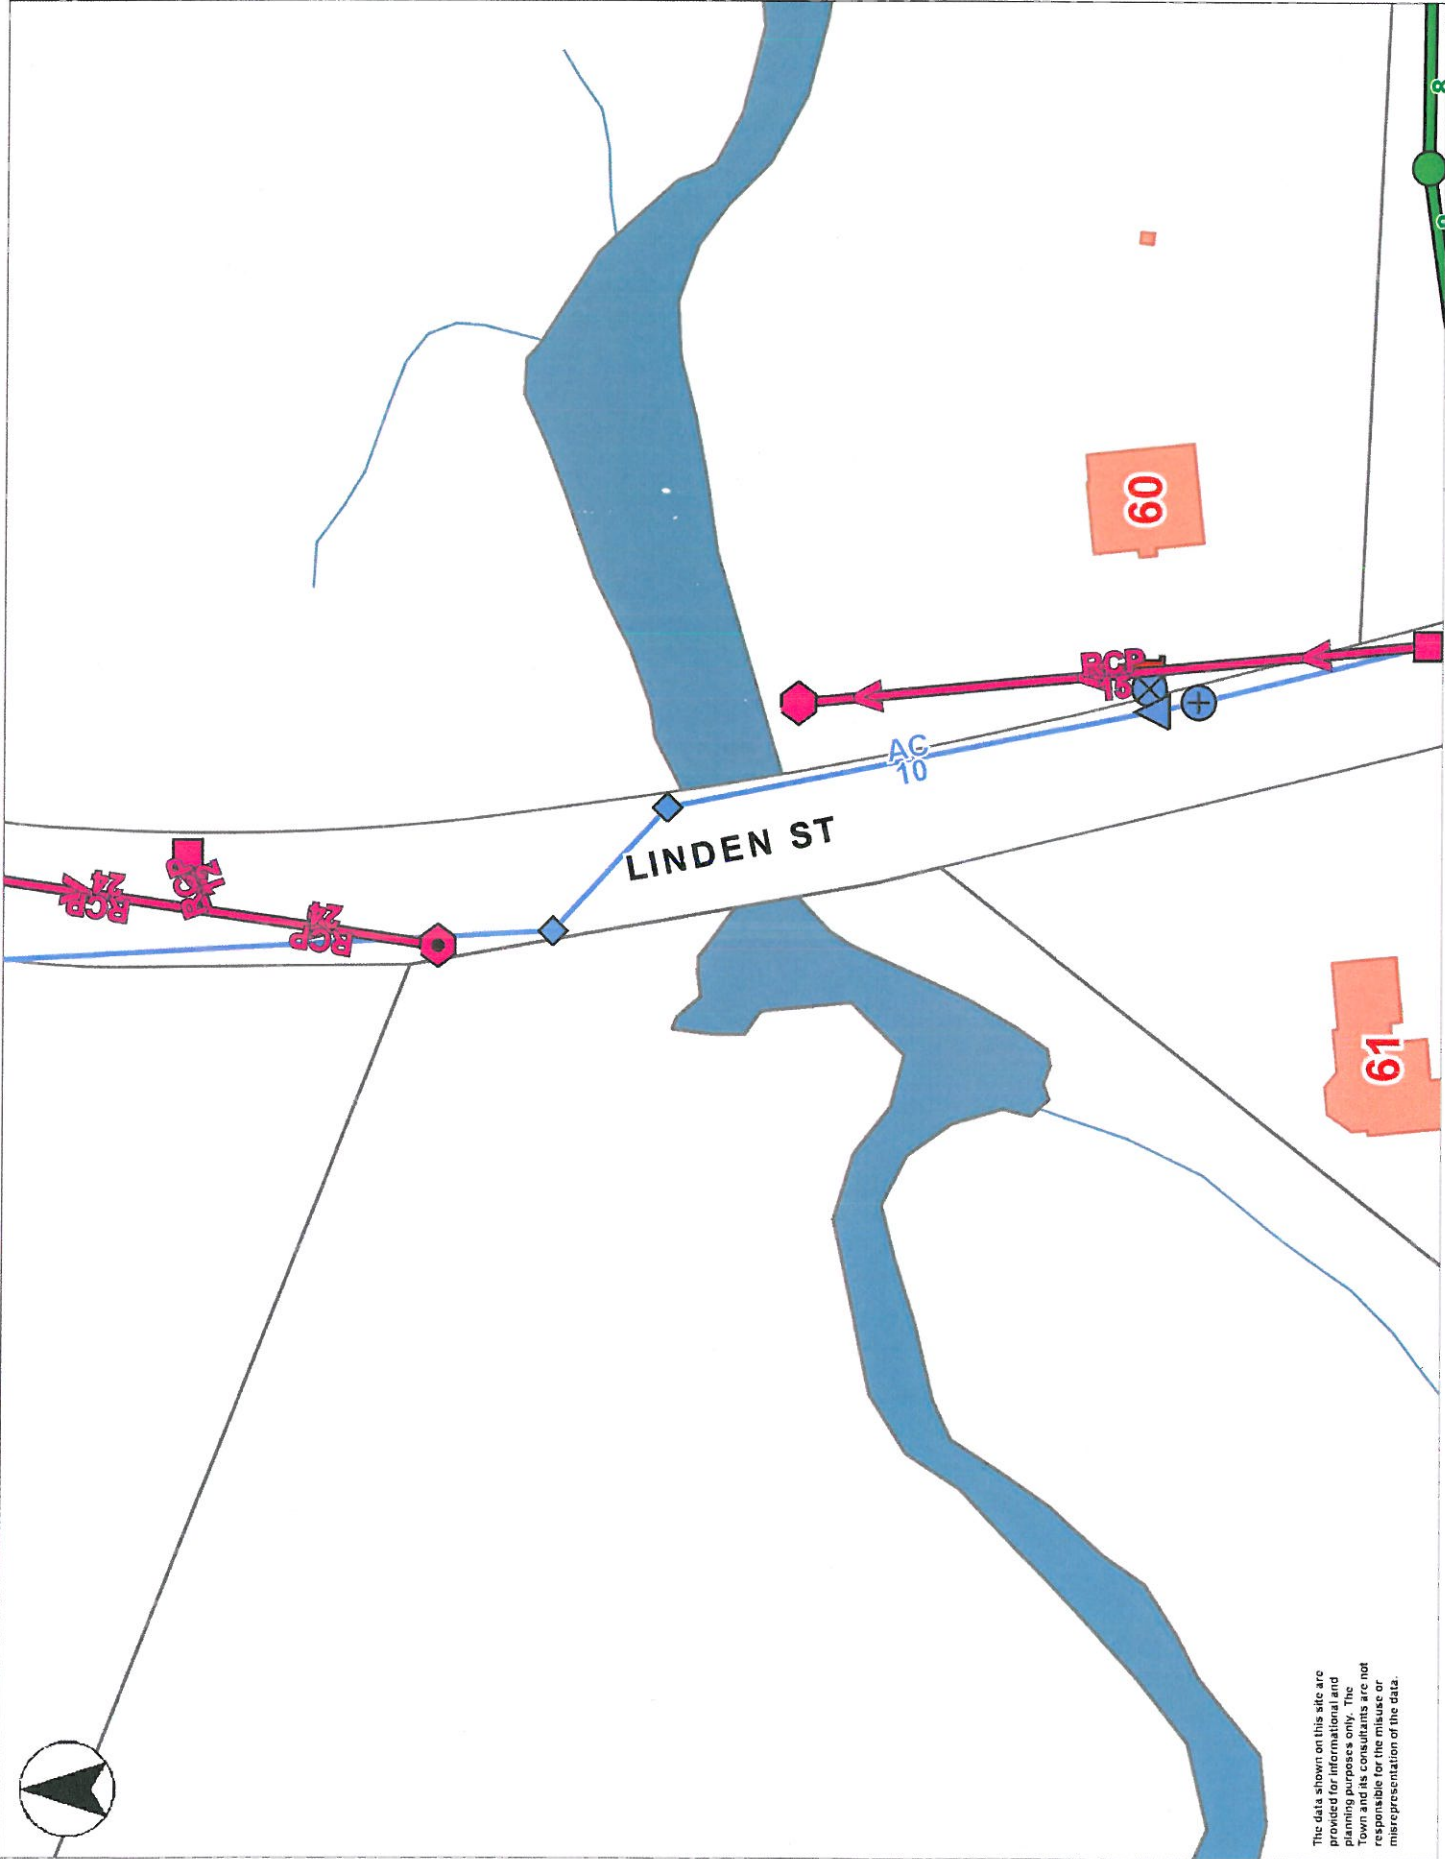 RCP
24
RCP
12
RCP
24
LINDEN ST
AC
10
RCP
15
60
61
8
The data shown on this site are
provided for informational and
planning purposes only. The
Town and its consultants are not
responsible for the misuse or
misrepresentation of the data.